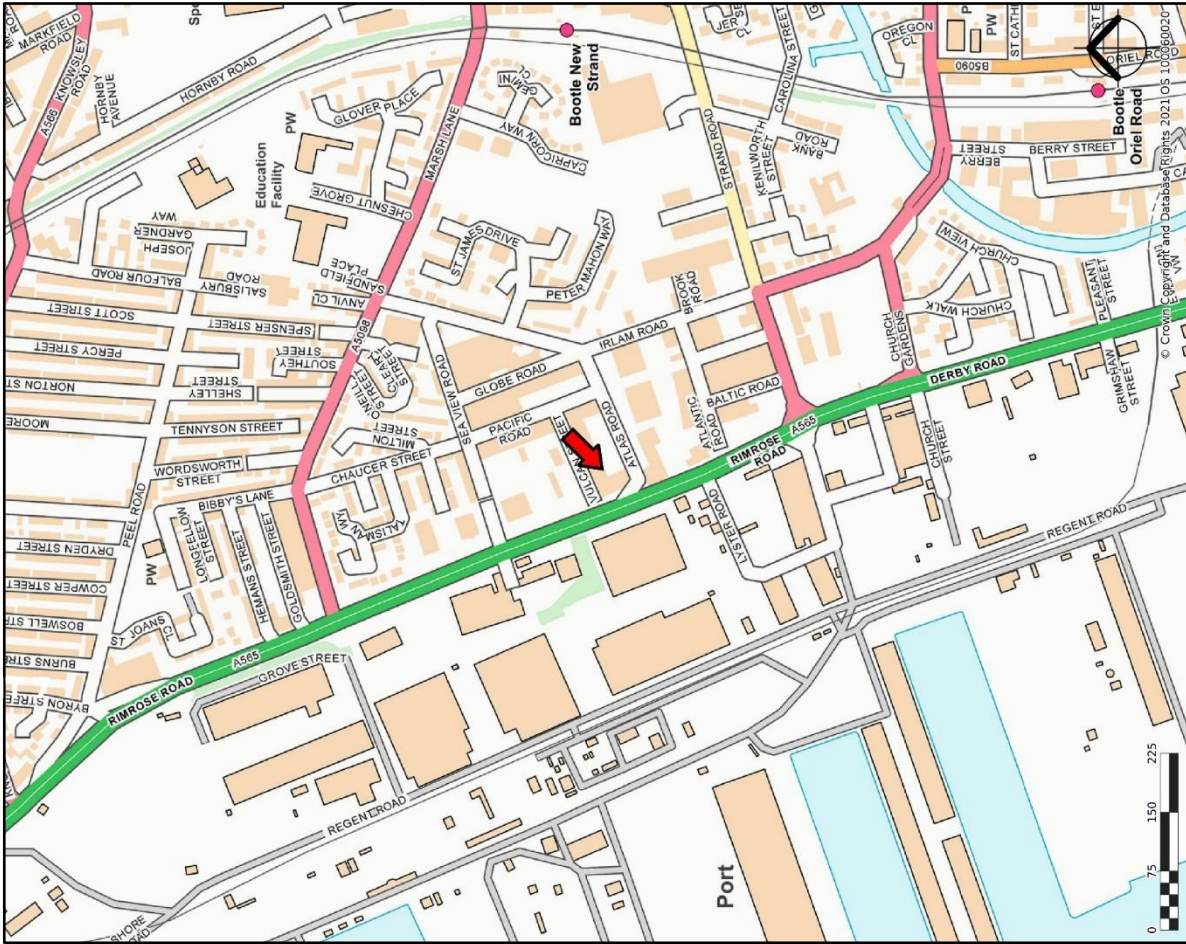 MARKFIELD
ROAD
A566 KNOWSLEY
ROAD
HORNBY
AVENUE
HORNBY ROAD
PW
Education
Facility
GLOVER PLACE
CHESNUT GROVE
GEMINI
CL
CAPRICORN WAY
MARSH LANE
Bootle New
Strand
STRAND ROAD
CAROLINA STREET
KENILWORTH
STREET
BANK
ROAD
OREGON
CL
PW
ST CATH
B5090
ORIEL ROAD
Bootle
Oriel Road
BERRY
STREET
BERRY STREET
JOSEPH
GARDNER
WAY
BALFOUR ROAD
SALISBURY
ROAD
SCOTT STREET
SPENSER STREET
PERCY STREET
SOUTHEY
STREET
NORTON
SHELLEY
STREET
MOORE
TENNYSON STREET
WORDSWORTH
STREET
PEEL ROAD
DRYDEN STREET
COWPER STREET
BOSWELL
BURNS
BYRON
PW
LONGFELLOW
STREET
BIBBY'S LANE
HEMANS STREET
GOLDSMITH STREET
ST JOANS
CL
SANDFIELD
PLACE
ANVIL CL
A5098
ST JAMES DRIVE
PETER MAHON WAY
O'NEILL
STREET
CLEARY
STREET
SEA VIEW ROAD
GLOBE ROAD
PACIFIC
ROAD
MILTON
STREET
CHAUCER STREET
TALISMAN WY
IRLAM ROAD
BROOK
ROAD
ATLAS ROAD
VULCAN STREET
ATLANTIC
ROAD
BALTIC ROAD
CHURCH
GARDENS
CHURCH VIEW
CHURCH WALK
PLEASANT
STREET
RIMROSE ROAD
A565
RIMROSE
ROAD
A565
DERBY ROAD
GRIMSHAW
STREET
GROVE STREET
LYSTER ROAD
CHURCH
STREET
REGENT ROAD
REGENT ROAD
SHORE
Port
0 75 150 225
© Crown Copyright and Database Rights 2021 OS 100060020